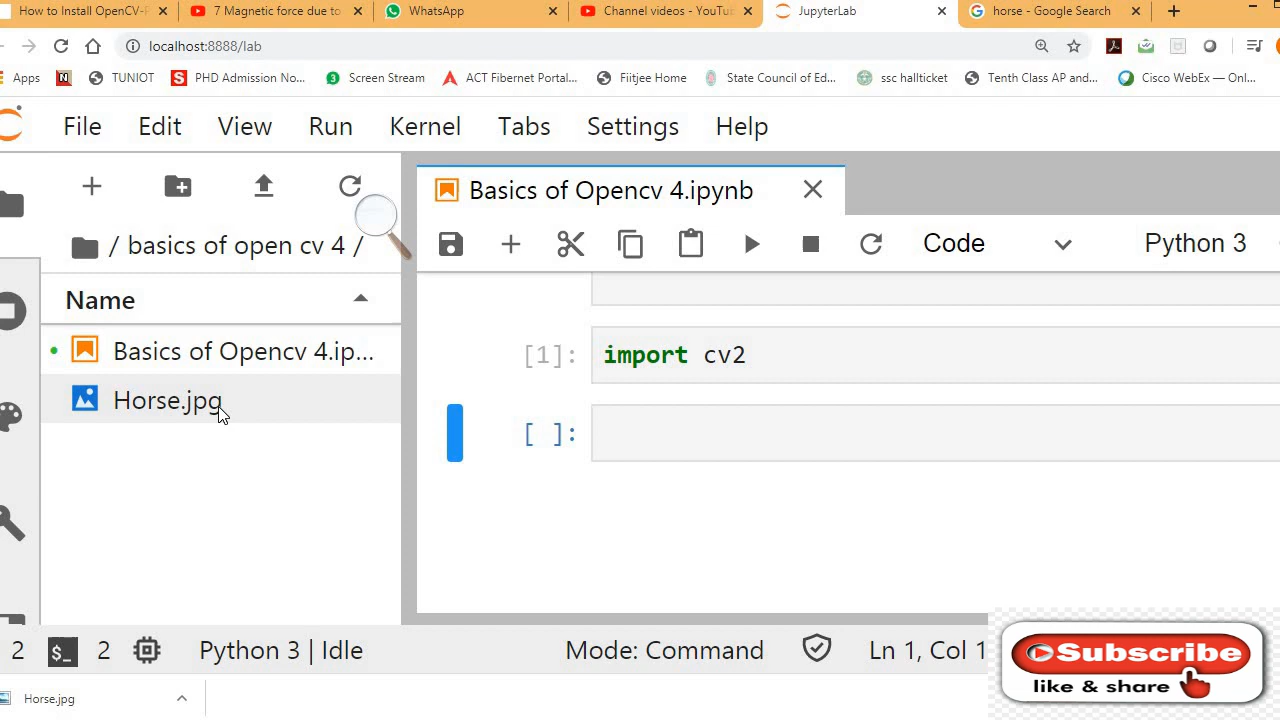 How to Install OpenCV-P
7 Magnetic force due to
WhatsApp
Channel videos - YouTu
JupyterLab
horse - Google Search
localhost:8888/lab
Apps
N
TUNIOT
S
PHD Admission No...
3
Screen Stream
ACT Fibernet Portal...
Fiitjee Home
State Council of Ed...
ssc hallticket
Tenth Class AP and...
Cisco WebEx — Onl...
File Edit View Run Kernel Tabs Settings Help
Basics of Opencv 4.ipynb
/ basics of open cv 4 /
Code
Python 3
Name
[1]: import cv2
Basics of Opencv 4.ip...
Horse.jpg
[ ]:
2 $_ 2 Python 3 | Idle
Mode: Command
Ln 1, Col 1
Subscribe
like & share
Horse.jpg